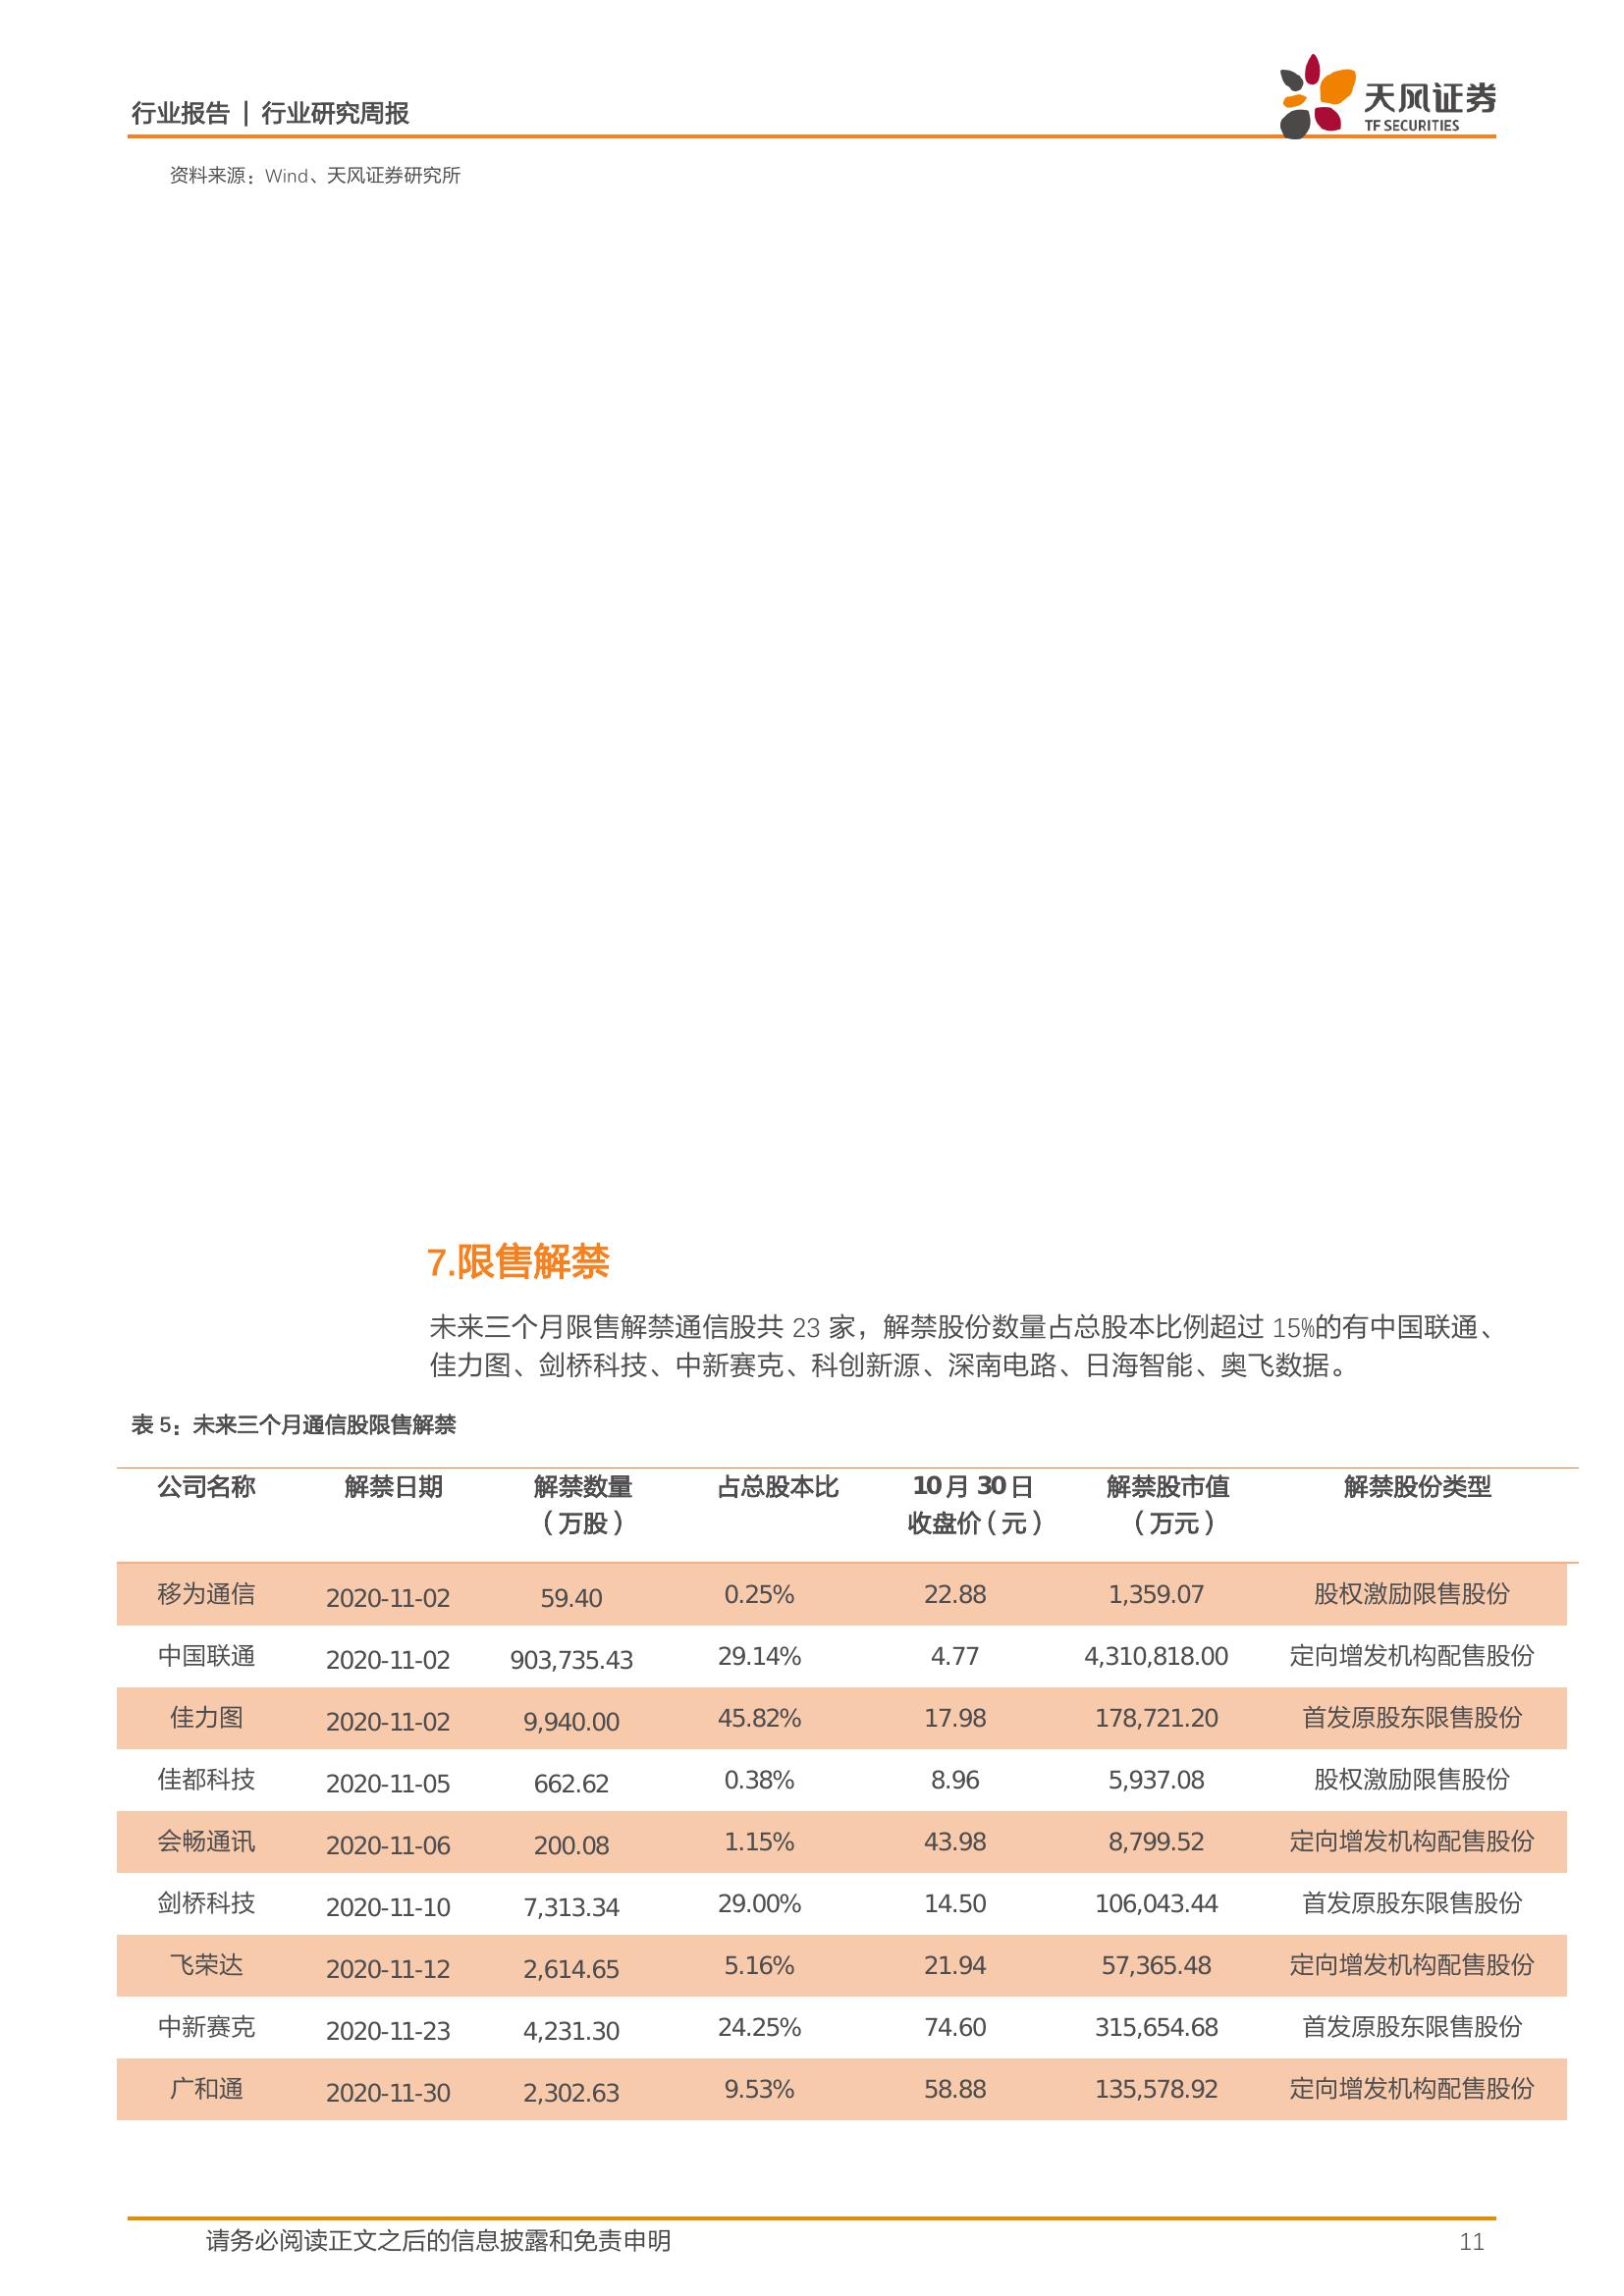 行业报告 | 行业研究周报
天风证券
TF SECURITIES
资料来源：Wind、天风证券研究所
7.限售解禁
未来三个月限售解禁通信股共 23 家，解禁股份数量占总股本比例超过 15%的有中国联通、
佳力图、剑桥科技、中新赛克、科创新源、深南电路、日海智能、奥飞数据。
表 5：未来三个月通信股限售解禁
公司名称 解禁日期 解禁数量 占总股本比 10 月 30 日 解禁股市值 解禁股份类型
（万股） 收盘价（元） （万元）
移为通信 2020-11-02 59.40 0.25% 22.88 1,359.07 股权激励限售股份
中国联通 2020-11-02 903,735.43 29.14% 4.77 4,310,818.00 定向增发机构配售股份
佳力图 2020-11-02 9,940.00 45.82% 17.98 178,721.20 首发原股东限售股份
佳都科技 2020-11-05 662.62 0.38% 8.96 5,937.08 股权激励限售股份
会畅通讯 2020-11-06 200.08 1.15% 43.98 8,799.52 定向增发机构配售股份
剑桥科技 2020-11-10 7,313.34 29.00% 14.50 106,043.44 首发原股东限售股份
飞荣达 2020-11-12 2,614.65 5.16% 21.94 57,365.48 定向增发机构配售股份
中新赛克 2020-11-23 4,231.30 24.25% 74.60 315,654.68 首发原股东限售股份
广和通 2020-11-30 2,302.63 9.53% 58.88 135,578.92 定向增发机构配售股份
请务必阅读正文之后的信息披露和免责申明 11